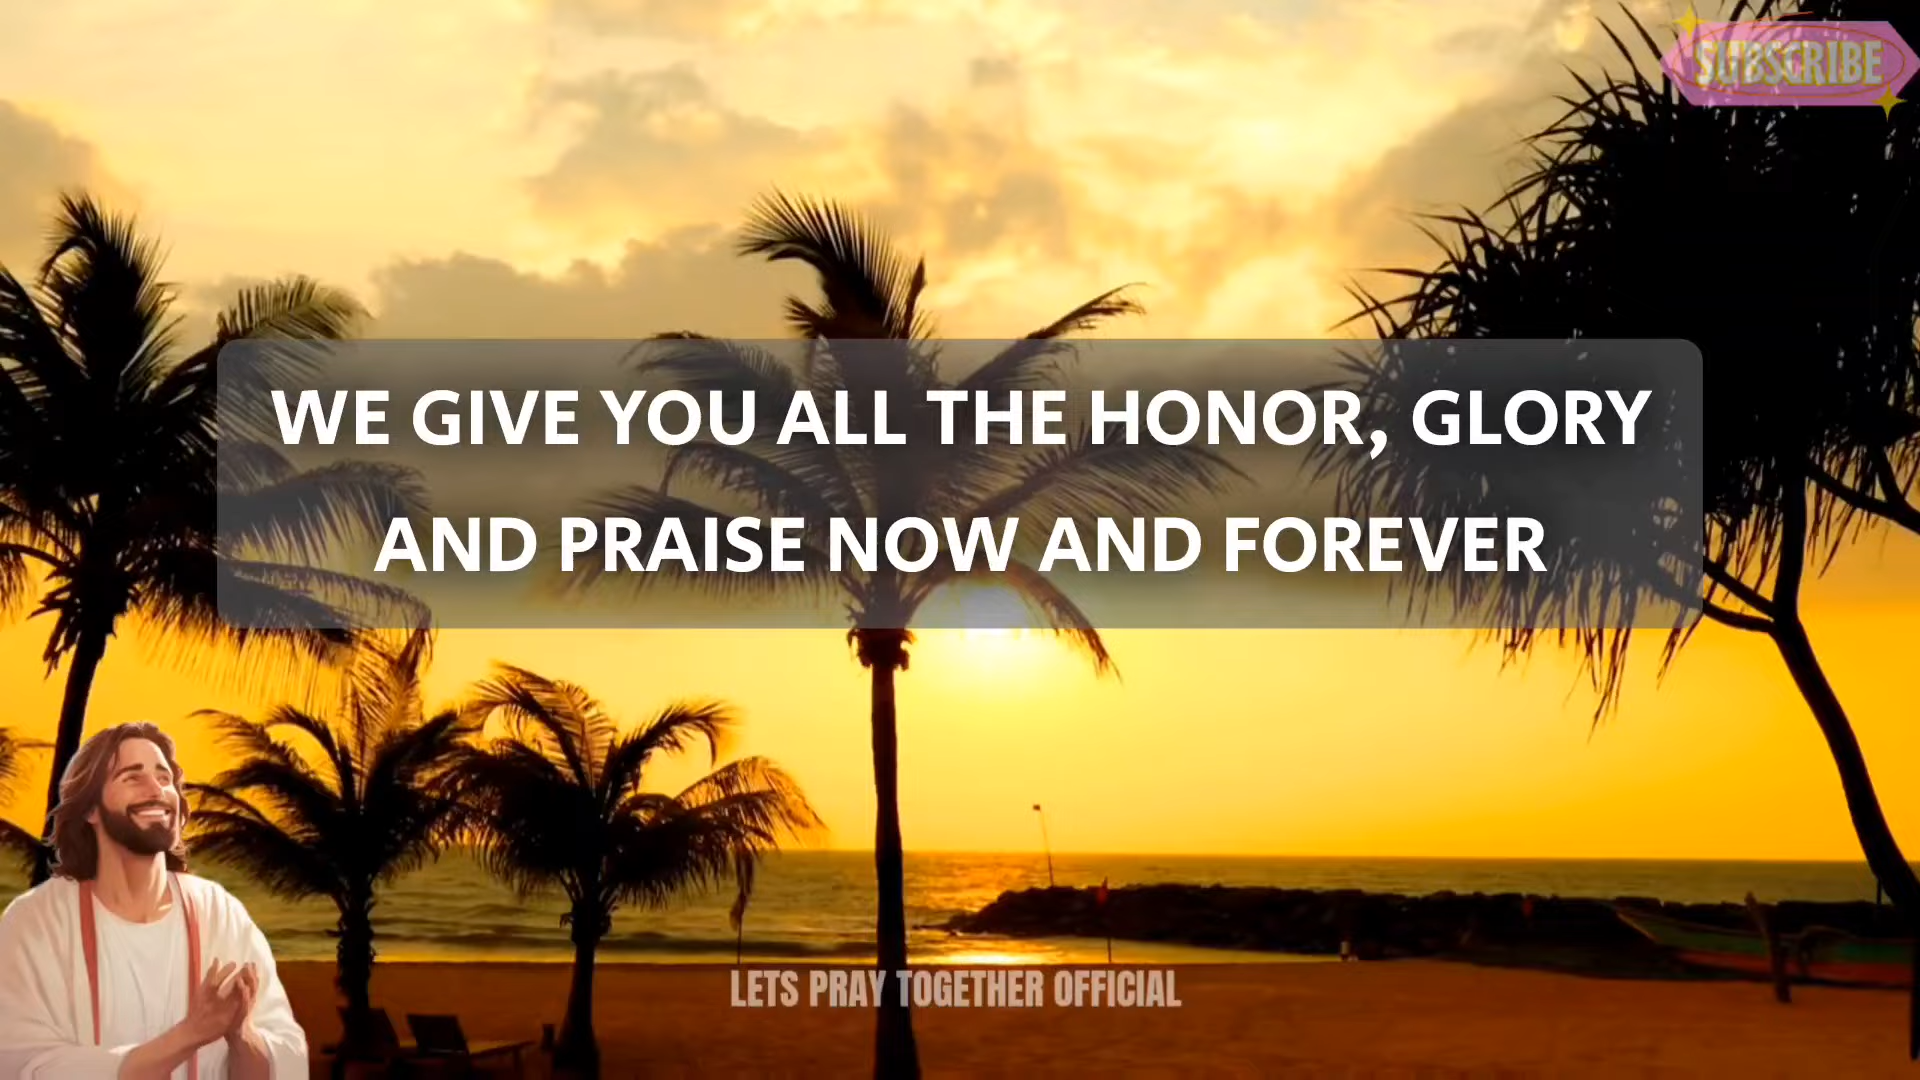 SUBSCRIBE
WE GIVE YOU ALL THE HONOR, GLORY
AND PRAISE NOW AND FOREVER
LETS PRAY TOGETHER OFFICIAL